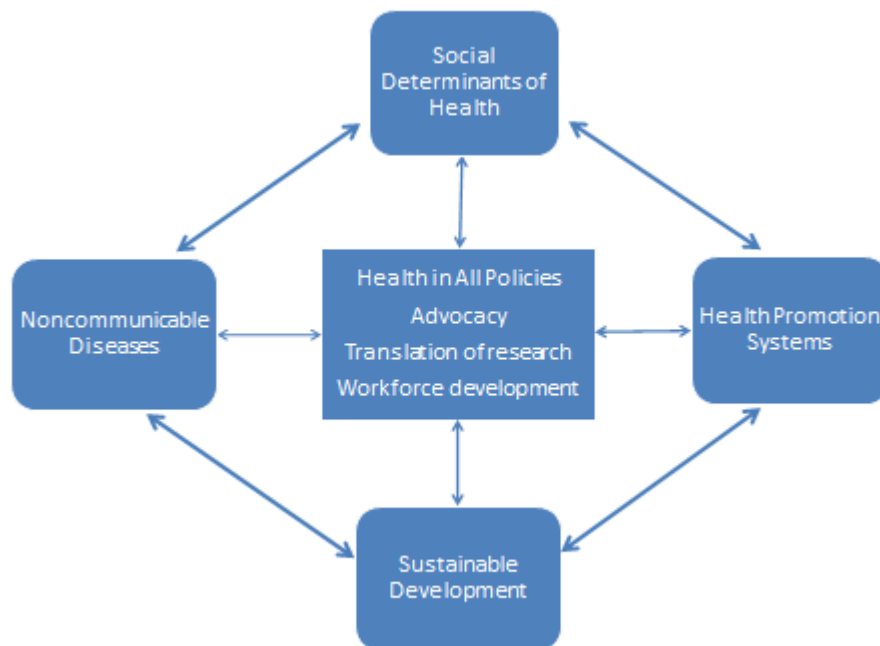 Social
Determinants of
Health
Health in All Policies
Advocacy
Translation of research
Workforce development
Noncommunicable
Diseases
Health Promotion
Systems
Sustainable
Development